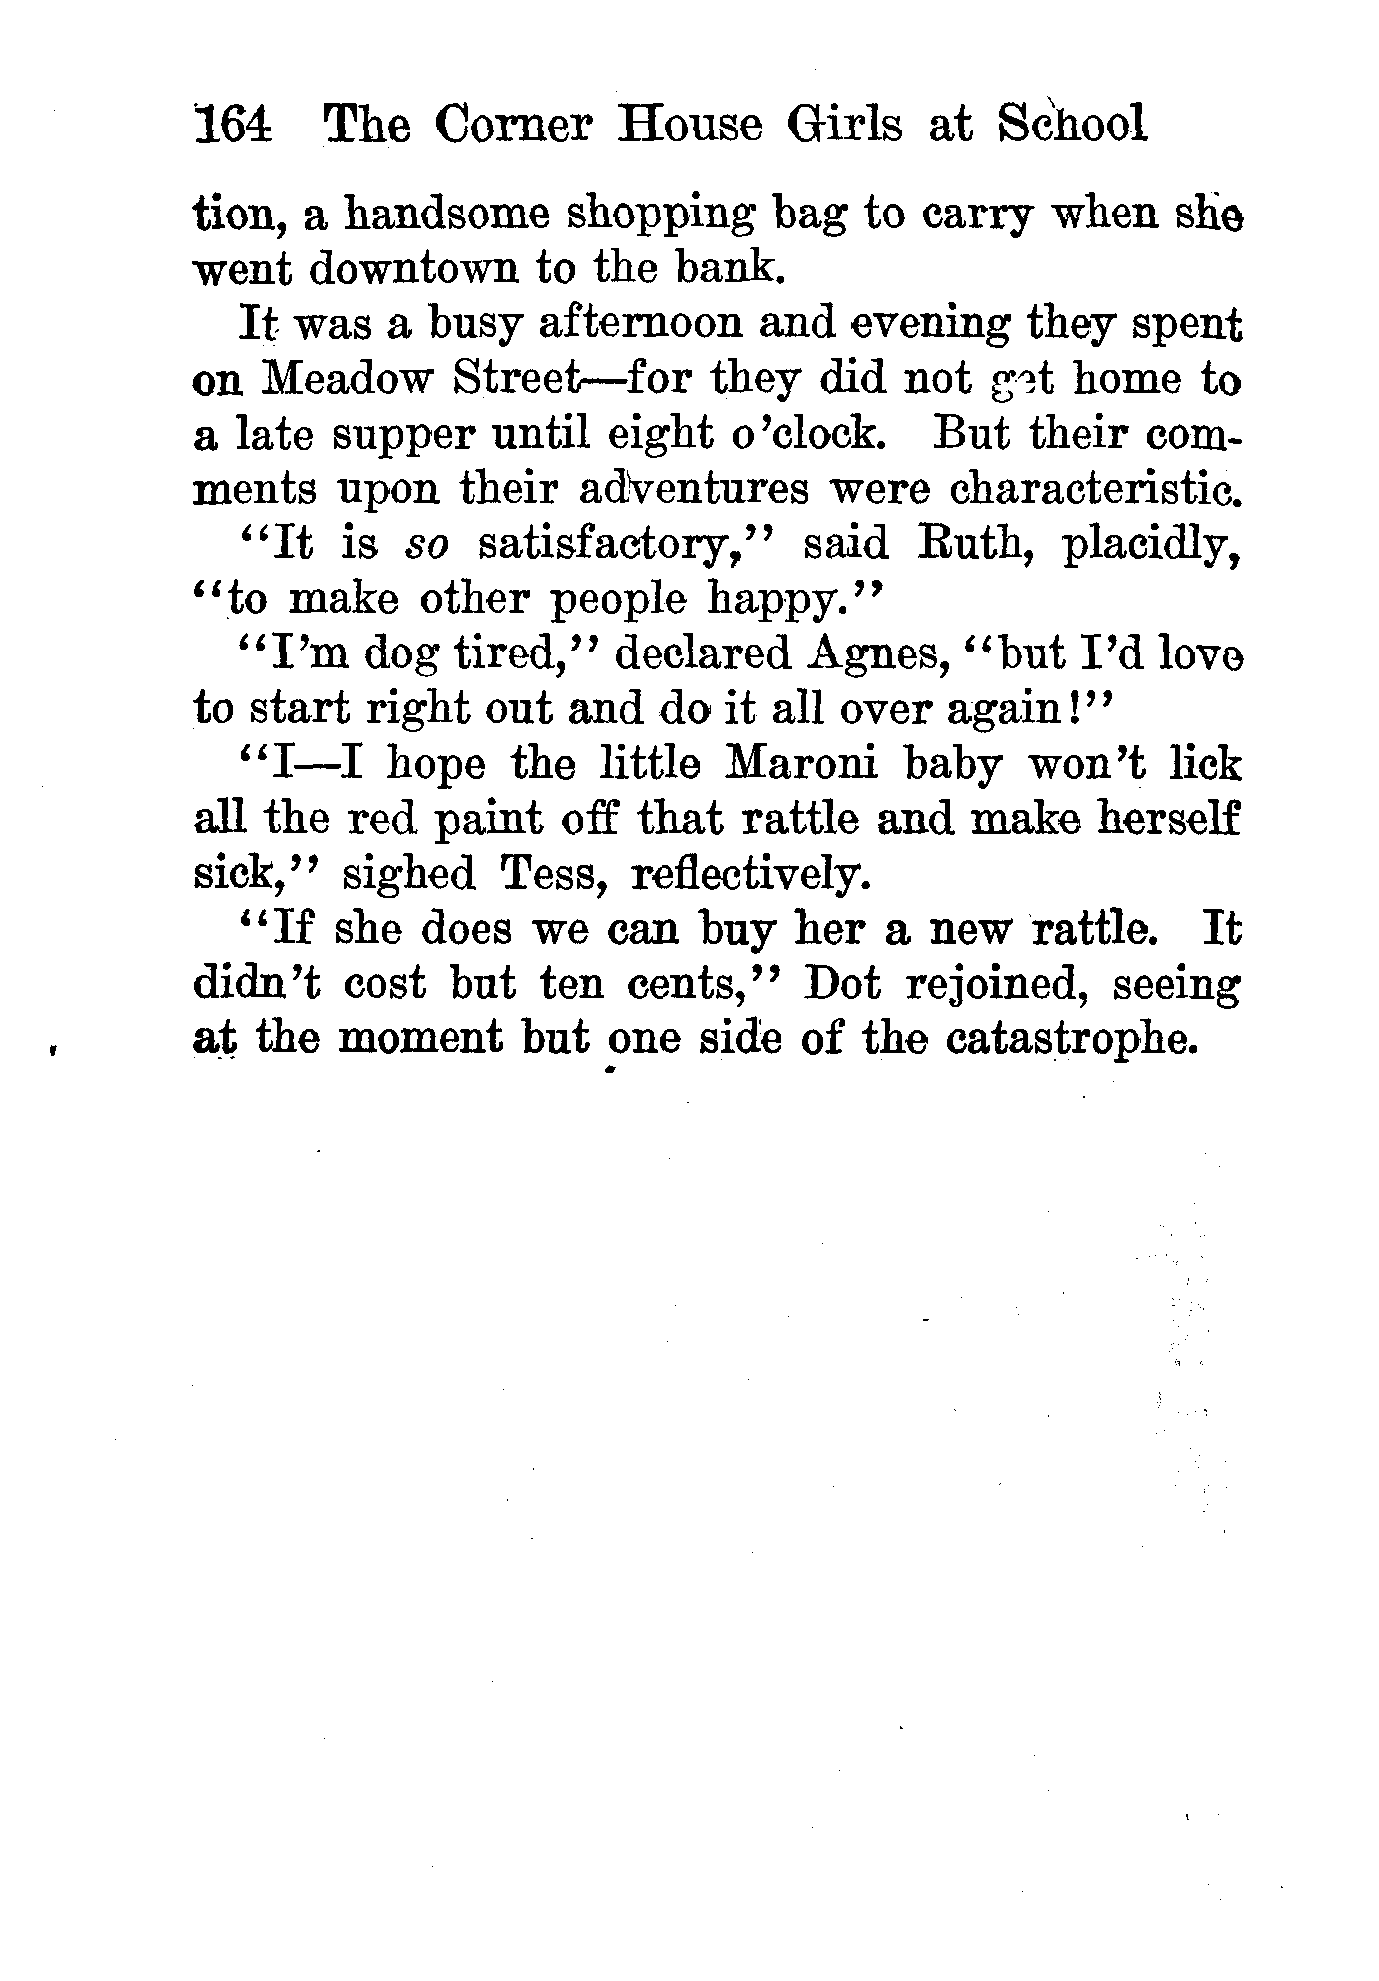 164 The Corner House Girls at School
tion, a handsome shopping bag to carry when she
went downtown to the bank.
It was a busy afternoon and evening they spent
on Meadow Street—for they did not get home to
a late supper until eight o'clock. But their com-
ments upon their adventures were characteristic.
"It is so satisfactory," said Ruth, placidly,
"to make other people happy."
"I'm dog tired," declared Agnes, "but I'd love
to start right out and do it all over again!"
"I—I hope the little Maroni baby won't lick
all the red paint off that rattle and make herself
sick," sighed Tess, reflectively.
"If she does we can buy her a new rattle. It
didn't cost but ten cents," Dot rejoined, seeing
at the moment but one side of the catastrophe.